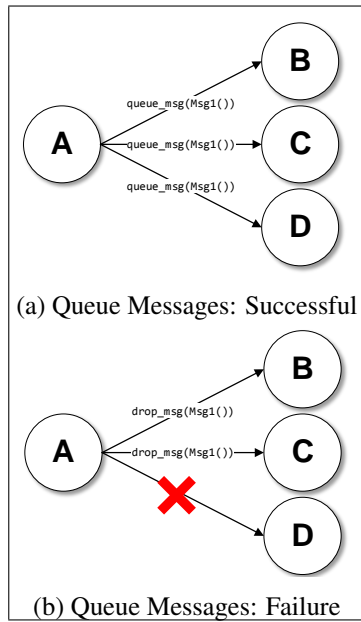 B
queue_msg(Msg1())
A
queue_msg(Msg1())
C
queue_msg(Msg1())
D
(a) Queue Messages: Successful
B
drop_msg(Msg1())
A
drop_msg(Msg1())
C
D
(b) Queue Messages: Failure